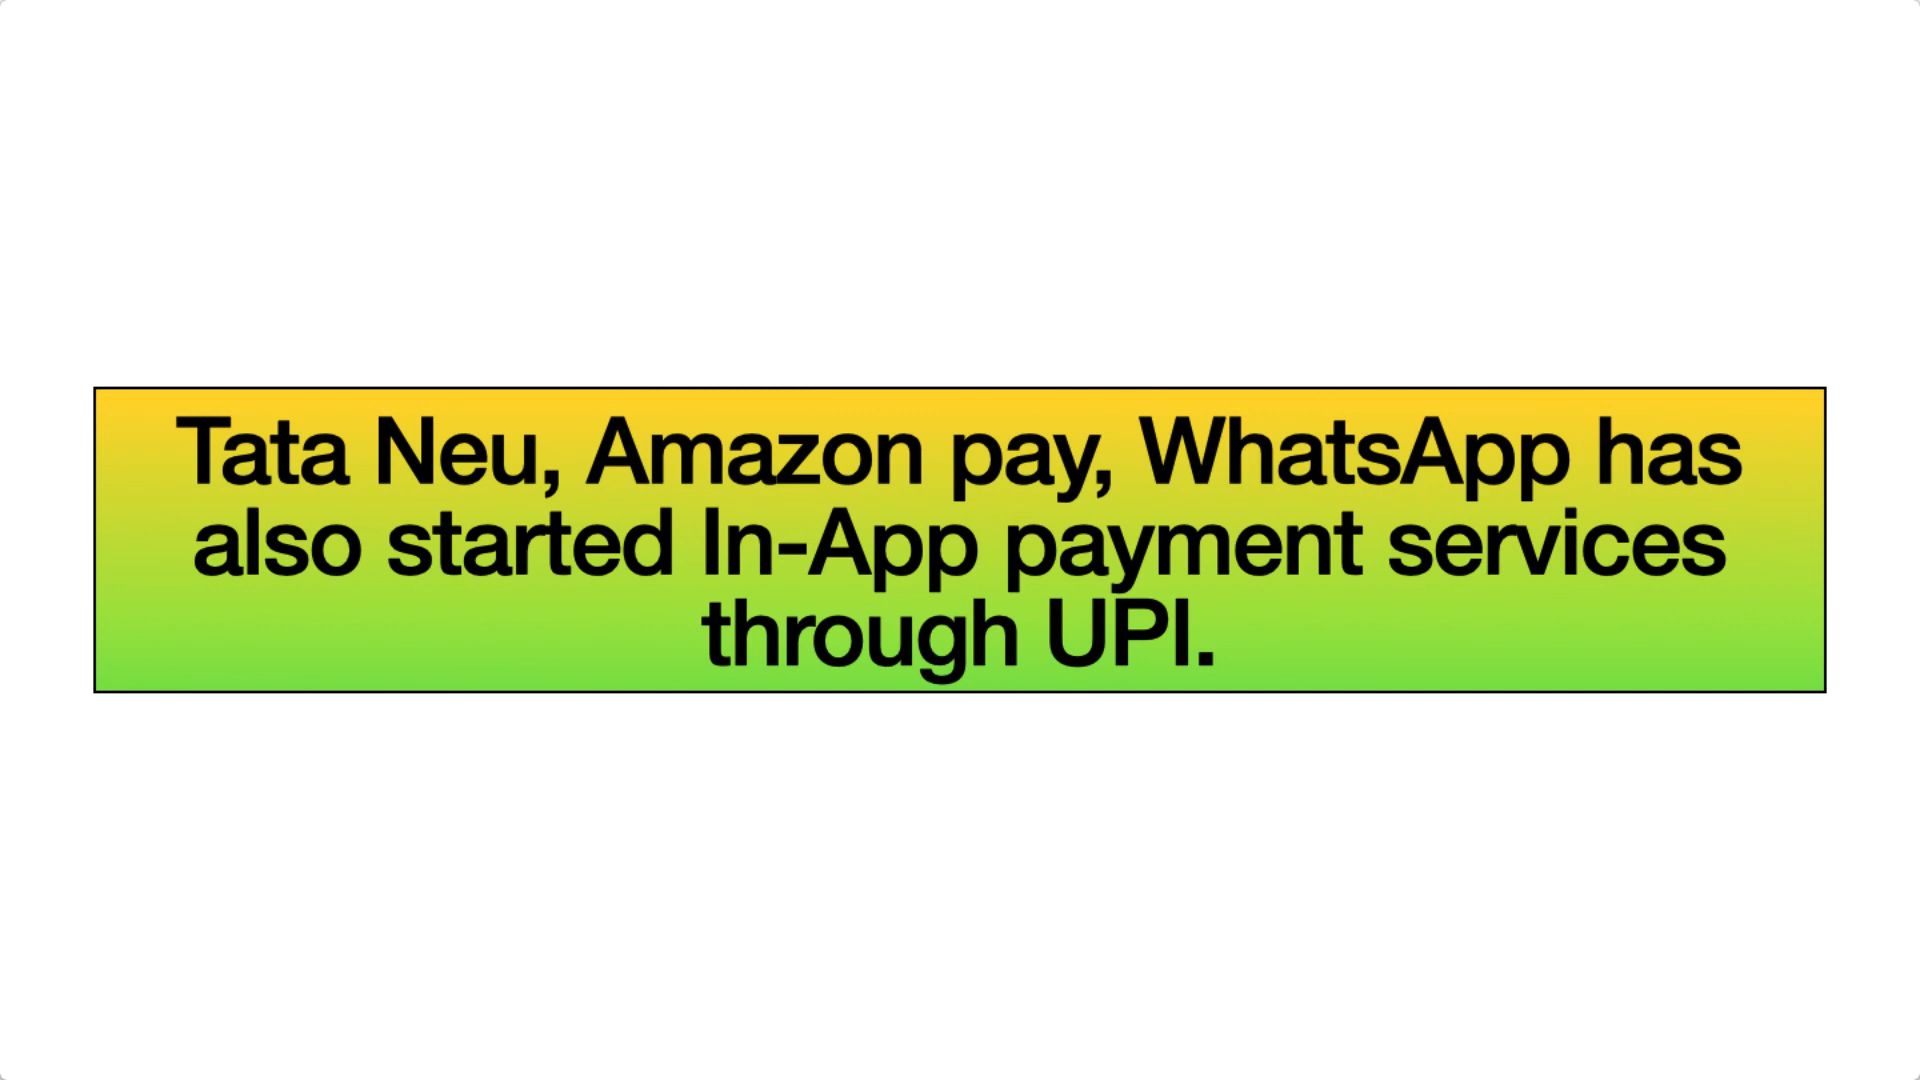 Tata Neu, Amazon pay, WhatsApp has
also started In-App payment services
through UPI.